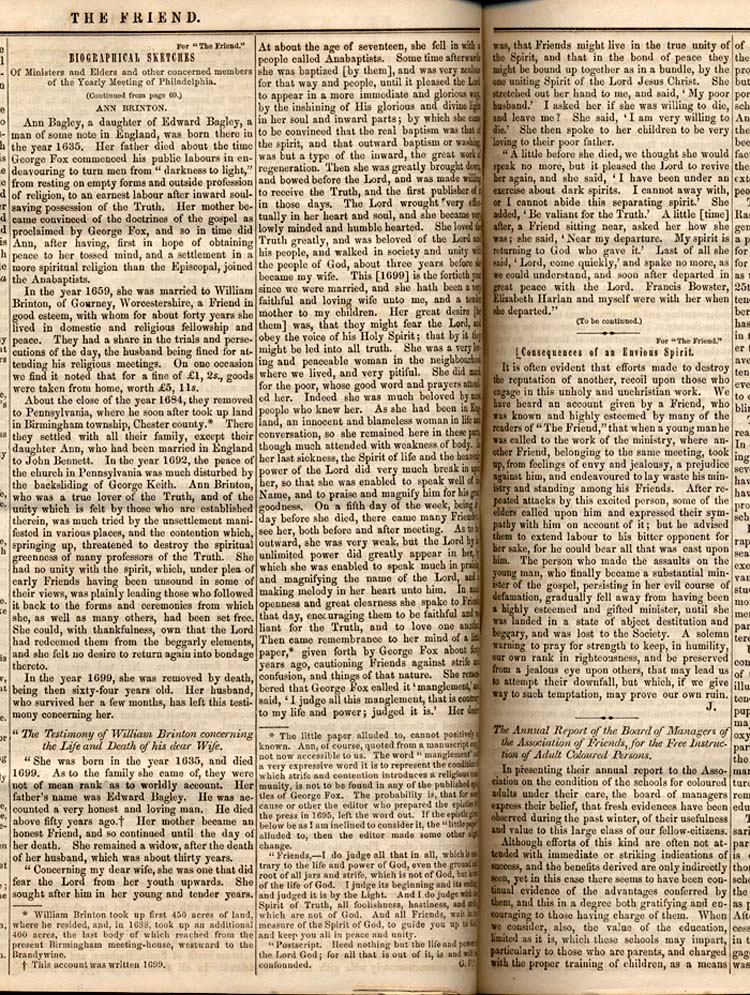 THE FRIEND.
For "The Friend."
BIOGRAPHICAL SKETCHES
Of Ministers and Elders and other concerned members
of the Yearly Meeting of Philadelphia.
(Continued from page 60.)
ANN BRINTON.
Ann Bagley, a daughter of Edward Bagley, a
man of some note in England, was born there in
the year 1635. Her father died about the time
George Fox commenced his public labours in en-
deavouring to turn men from "darkness to light,"
from resting on empty forms and outside profession
of religion, to an earnest labour after inward soul-
saving possession of the Truth. Her mother be-
came convinced of the doctrines of the gospel as
proclaimed by George Fox, and so in time did
Ann, after having, first in hope of obtaining
peace to her tossed mind, and a settlement in a
more spiritual religion than the Episcopal, joined
the Anabaptists.
In the year 1659, she was married to William
Brinton, of Gourney, Worcestershire, a Friend in
good esteem, with whom for about forty years she
lived in domestic and religious fellowship and
peace. They had a share in the trials and perse-
cutions of the day, the husband being fined for at-
tending his religious meetings. On one occasion
we find it noted that for a fine of £1, 2s., goods
were taken from home, worth £5, 11s.
About the close of the year 1684, they removed
to Pennsylvania, where he soon after took up land
in Birmingham township, Chester county.* There
they settled with all their family, except their
daughter Ann, who had been married in England
to John Bennett. In the year 1692, the peace of
the church in Pennsylvania was much disturbed by
the backsliding of George Keith. Ann Brinton,
who was a true lover of the Truth, and of the
unity which is felt by those who are established
therein, was much tried by the unsettlement mani-
fested in various places, and the contention which,
springing up, threatened to destroy the spiritual
greenness of many professors of the Truth. She
had no unity with the spirit, which, under plea of
early Friends having been unsound in some of
their views, was plainly leading those who followed
it back to the forms and ceremonies from which
she, as well as many others, had been set free.
She could, with thankfulness, own that the Lord
had redeemed them from the beggarly elements,
and she felt no desire to return again into bondage
thereto.
In the year 1699, she was removed by death,
being then sixty-four years old. Her husband,
who survived her a few months, has left this testi-
mony concerning her.
"The Testimony of William Brinton concerning
the Life and Death of his dear Wife.
"She was born in the year 1635, and died
1699. As to the family she came of, they were
not of mean rank as to worldly account. Her
father's name was Edward Bagley. He was ac-
counted a very honest and loving man. He died
above fifty years ago.† Her mother became an
honest Friend, and so continued until the day of
her death. She remained a widow, after the death
of her husband, which was about thirty years.
"Concerning my dear wife, she was one that did
fear the Lord from her youth upwards. She
sought after him in her young and tender years.
* William Brinton took up first 450 acres of land,
where he resided, and, in 1688, took up an additional
400 acres, the last body of which reached from the
present Birmingham meeting-house, westward to the
Brandywine.
† This account was written 1699.
At about the age of seventeen, she fell in with a
people called Anabaptists. Some time afterwards
she was baptized [by them], and was very zealous
for that way and people, until it pleased the Lord
to appear in a more immediate and glorious way,
by the inshining of His glorious and divine light
in her soul and inward parts; by which she came
to be convinced that the real baptism was that of
the spirit, and that outward baptism or washing
was but a type of the inward, the great work of
regeneration. Then she was greatly brought down,
and bowed before the Lord, and was made willing
to receive the Truth, and the first publisher of it
in those days. The Lord wrought very effec-
tually in her heart and soul, and she became very
lowly minded and humble hearted. She loved the
Truth greatly, and was beloved of the Lord and
his people, and walked in society and unity with
the people of God, about three years before she
became my wife. This [1699] is the fortieth year
since we were married, and she hath been a very
faithful and loving wife unto me, and a tender
mother to my children. Her great desire [for
them] was, that they might fear the Lord, and
obey the voice of his Holy Spirit; that by it they
might be led into all truth. She was a very lov-
ing and peaceable woman in the neighbourhood
where we lived, and very pitiful. She did much
for the poor, whose good word and prayers attend-
ed her. Indeed she was much beloved by most
people who knew her. As she had been in Eng-
land, an innocent and blameless woman in life and
conversation, so she remained here in these parts,
though much attended with weakness of body. In
her last sickness, the Spirit of life and the heavenly
power of the Lord did very much break in upon
her, so that she was enabled to speak well of his
Name, and to praise and magnify him for his great
goodness. On a fifth day of the week, being a
day before she died, there came many Friends to
see her, both before and after meeting. As to the
outward, she was very weak, but the Lord by his
unlimited power did greatly appear in her, by
which she was enabled to speak much in praising
and magnifying the name of the Lord, and in
making melody in her heart unto him. In much
openness and great clearness she spake to Friends
that day, encouraging them to be faithful and va-
liant for the Truth, and to love one another.
Then came remembrance to her mind of a little
paper,* given forth by George Fox about forty
years ago, cautioning Friends against strife and
confusion, and things of that nature. She remem-
bered that George Fox called it 'manglement,' and
said, 'I judge all this manglement, that is contrary
to my life and power; judged it is.' Her desire
* The little paper alluded to, cannot positively be
known. Ann, of course, quoted from a manuscript copy
not now accessible to us. The word "manglement" is
a very expressive word it is to represent the condition
which strife and contention introduces a religious com-
munity, is not to be found in any of the published epis-
tles of George Fox. The probability is, that for some
cause or other the editor who prepared the epistles for
the press in 1695, left the word out. If the epistle given
below be as I am inclined to consider it, the "little paper"
alluded to, then the editor made some other slight
change.
"Friends,—I do judge all that in all, which is con-
trary to the life and power of God, even the ground and
root of all jars and strife, which is not of God, but is out
of the life of God. I judge its beginning and its ending,
and judged it is by the Light. And I do judge with the
Spirit of Truth, all foolishness, hastiness, and strife,
which are not of God. And all Friends, wait in the
measure of the Spirit of God, to guide you up to God,
and keep you all in peace and unity.
"Postscript. Heed nothing but the life and power of
the Lord God; for all that is out of it, is and will be
confounded. G. F."
was, that Friends might live in the true unity of
the Spirit, and that in the bond of peace they
might be bound up together as in a bundle, by the
one uniting Spirit of the Lord Jesus Christ. She
stretched out her hand to me, and said, 'My poor
husband.' I asked her if she was willing to die,
and leave me? She said, 'I am very willing to
die.' She then spoke to her children to be very
loving to their poor father.
"A little before she died, we thought she would
speak no more, but it pleased the Lord to revive
her again, and she said, 'I have been under an
exercise about dark spirits. I cannot away with,
or I cannot abide this separating spirit.' She
added, 'Be valiant for the Truth.' A little [time]
after, a Friend sitting near, asked her how she
was; she said, 'Near my departure. My spirit is
returning to God who gave it.' Last of all she
said, 'Lord, come quickly,' and spake no more, as
we could understand, and soon after departed in
great peace with the Lord. Francis Bowster,
Elizabeth Harlan and myself were with her when
she departed."
(To be continued.)
For "The Friend."
Consequences of an Envious Spirit.
It is often evident that efforts made to destroy
the reputation of another, recoil upon those who
engage in this unholy and unchristian work. We
have heard an account given by a Friend, who
was known and highly esteemed by many of the
readers of "The Friend," that when a young man he
was called to the work of the ministry, where an-
other Friend, belonging to the same meeting, took
up, from feelings of envy and jealousy, a prejudice
against him, and endeavoured to lay waste his min-
istry and standing among his Friends. After re-
peated attacks by this excited person, some of the
elders called upon him and expressed their sym-
pathy with him on account of it; but he advised
them to extend labour to his bitter opponent for
her sake, for he could bear all that was cast upon
him. The person who made the assaults on the
young man, who finally became a substantial min-
ister of the gospel, persisting in her evil course of
defamation, gradually fell away from having been
a highly esteemed and gifted minister, until she
was landed in a state of abject destitution and
beggary, and was lost to the Society. A solemn
warning to pray for strength to keep, in humility,
our own rank in righteousness, and be preserved
from a jealous eye upon others, that may lead us
to attempt their downfall, but which, if we give
way to such temptation, may prove our own ruin.
J.
The Annual Report of the Board of Managers of
the Association of Friends, for the Free Instruc-
tion of Adult Coloured Persons.
In presenting their annual report to the Asso-
ciation on the condition of the schools for coloured
adults under their care, the board of managers
express their belief, that fresh evidences have been
observed during the past winter, of their usefulness
and value to this large class of our fellow-citizens.
Although efforts of this kind are often not at-
tended with immediate or striking indications of
success, and the benefits derived are only indirectly
seen, yet in this case there seems to have been con-
tinual evidence of the advantages conferred by
them, and this in a degree both gratifying and en-
couraging to those having charge of them. When
we consider, also, the value of the education,
limited as it is, which these schools may impart,
particularly to those who are parents, and charged
with the proper training of children, as a means